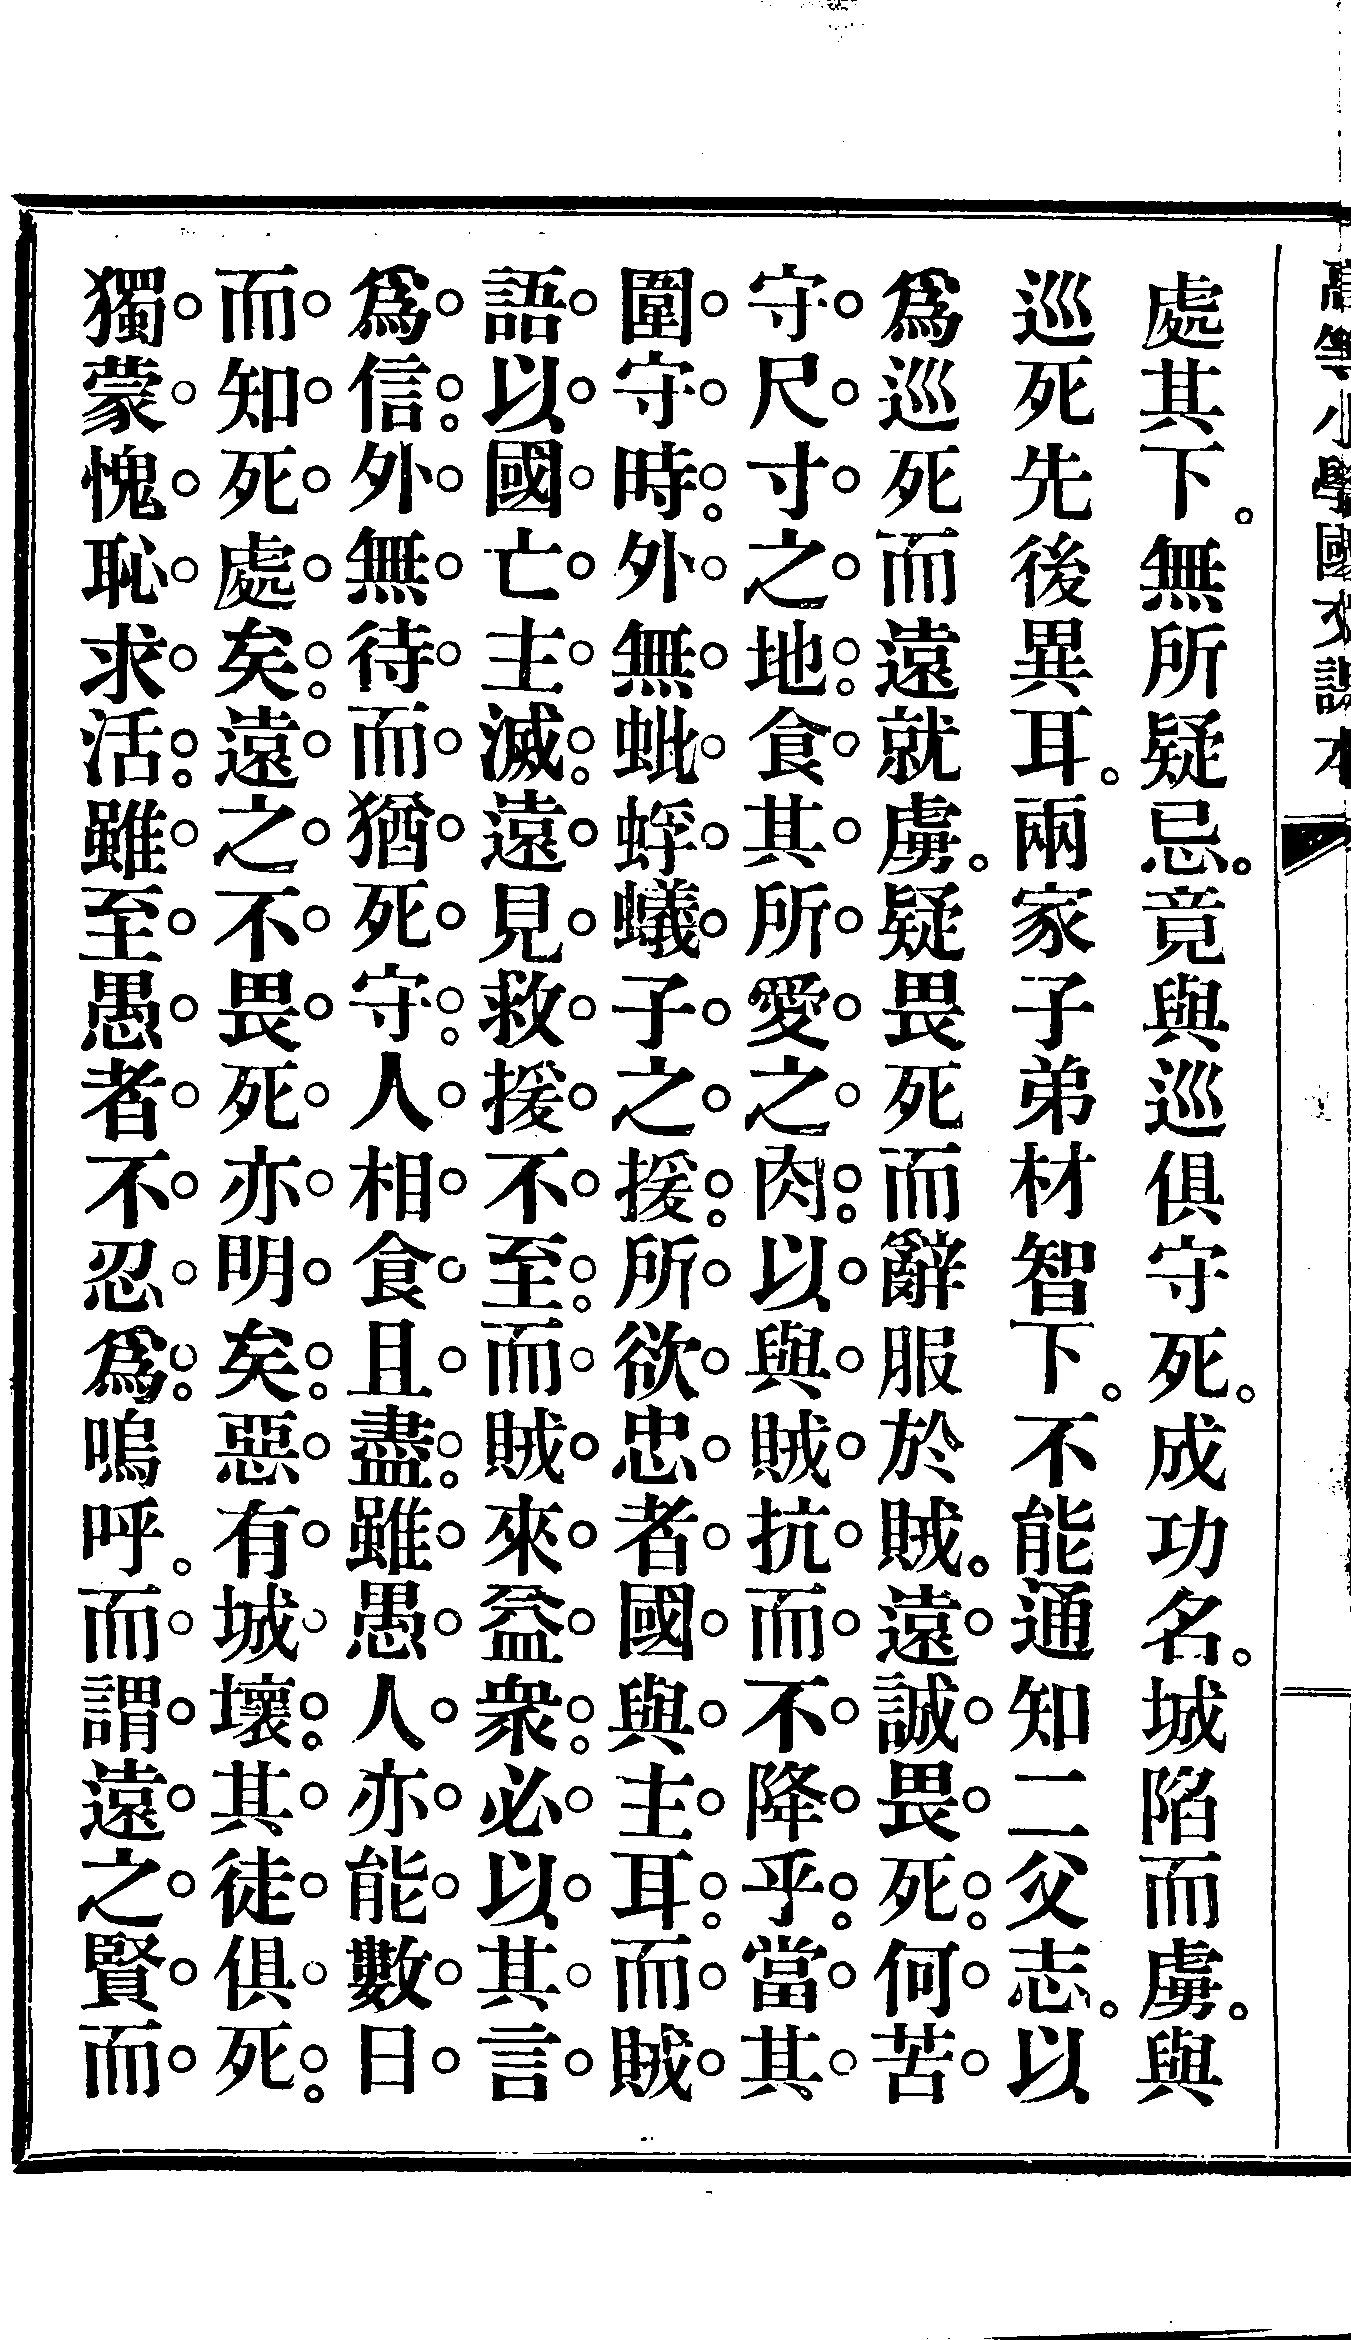 高等小學國文讀本
處其下。無所疑忌。竟與巡俱守死。成功名。城陷而虜。與
巡死先後異耳。兩家子弟材智下。不能通知二父志。以
爲巡死而遠就虜。疑畏死而辭服於賊。遠誠畏死。何苦
守尺寸之地。食其所愛之肉。以與賊抗而不降乎。當其
圍守時。外無蚍蜉蟻子之援。所欲忠者國與主耳。而賊
語以國亡主滅。遠見救援不至。而賊來益衆。必以其言
爲信。外無待而猶死守。人相食且盡。雖愚人亦能數日
而知死處矣。遠之不畏死亦明矣。惡有城壞。其徒俱死。
獨蒙愧恥求活。雖至愚者不忍爲。嗚呼。而謂遠之賢而